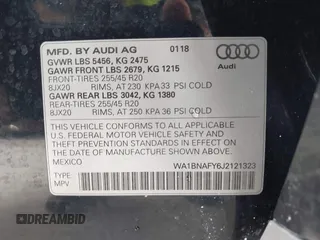 MFD. BY AUDI AG 0118
GVWR LBS 5456, KG 2475
GAWR FRONT LBS 2679, KG 1215
FRONT-TIRES 255/45 R20
8JX20 RIMS, AT 230 KPA 33 PSI COLD
GAWR REAR LBS 3042, KG 1380
REAR-TIRES 255/45 R20
8JX20 RIMS, AT 250 KPA 36 PSI COLD
Audi
THIS VEHICLE CONFORMS TO ALL APPLICABLE
U.S. FEDERAL MOTOR VEHICLE SAFETY AND
THEFT PREVENTION STANDARDS IN EFFECT ON
THE DATE OF MANUFACTURE SHOWN ABOVE.
MEXICO
TYPE: WA1BNAFY6J2121323
MPV
DREAMBID